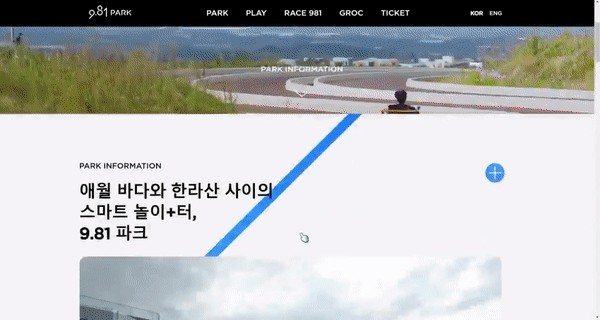 9.81 PARK
PARK PLAY RACE 981 GROC TICKET
KOR ENG
PARK INFORMATION
PARK INFORMATION
애월 바다와 한라산 사이의
스마트 놀이+터,
9.81 파크